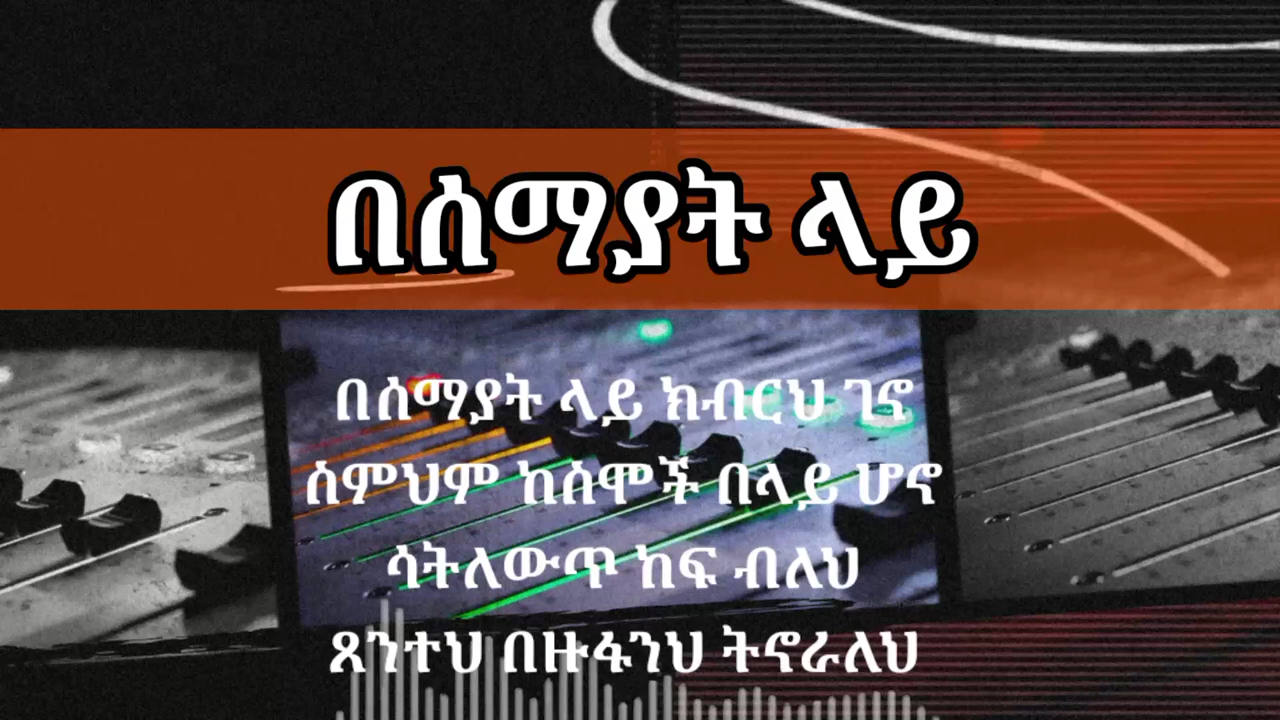 በሰማያት ላይ
በሰማያት ላይ ክብርህ ገኖ
ስምህም ከስሞች በላይ ሆኖ
ሳትለውጥ ከፍ ብለህ
ጸንተህ በዙፋንህ ትኖራለህ